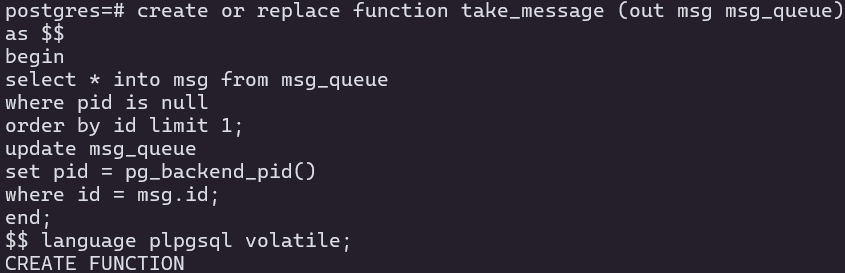 postgres=# create or replace function take_message (out msg msg_queue)
as $$
begin
select * into msg from msg_queue
where pid is null
order by id limit 1;
update msg_queue
set pid = pg_backend_pid()
where id = msg.id;
end;
$$ language plpgsql volatile;
CREATE FUNCTION